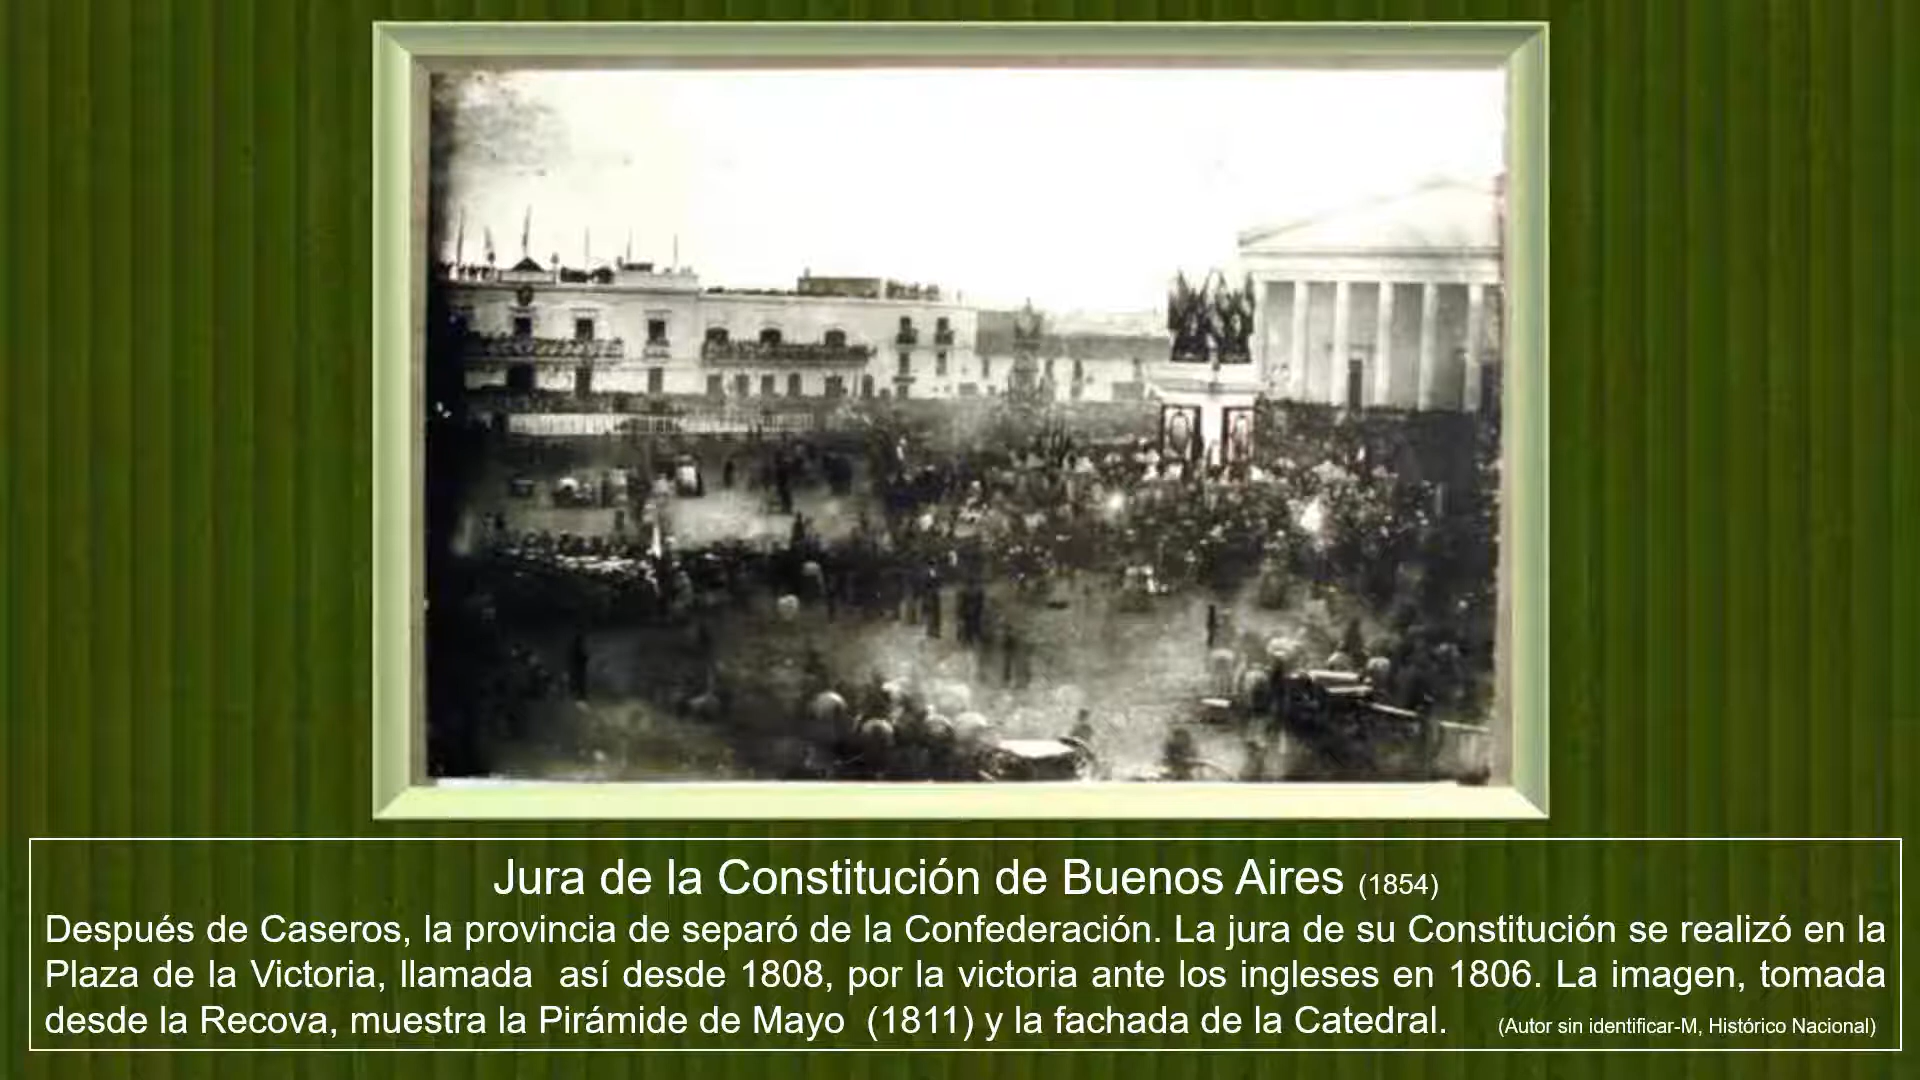 Jura de la Constitución de Buenos Aires (1854)
Después de Caseros, la provincia de separó de la Confederación. La jura de su Constitución se realizó en la
Plaza de la Victoria, llamada así desde 1808, por la victoria ante los ingleses en 1806. La imagen, tomada
desde la Recova, muestra la Pirámide de Mayo (1811) y la fachada de la Catedral. (Autor sin identificar-M, Histórico Nacional)